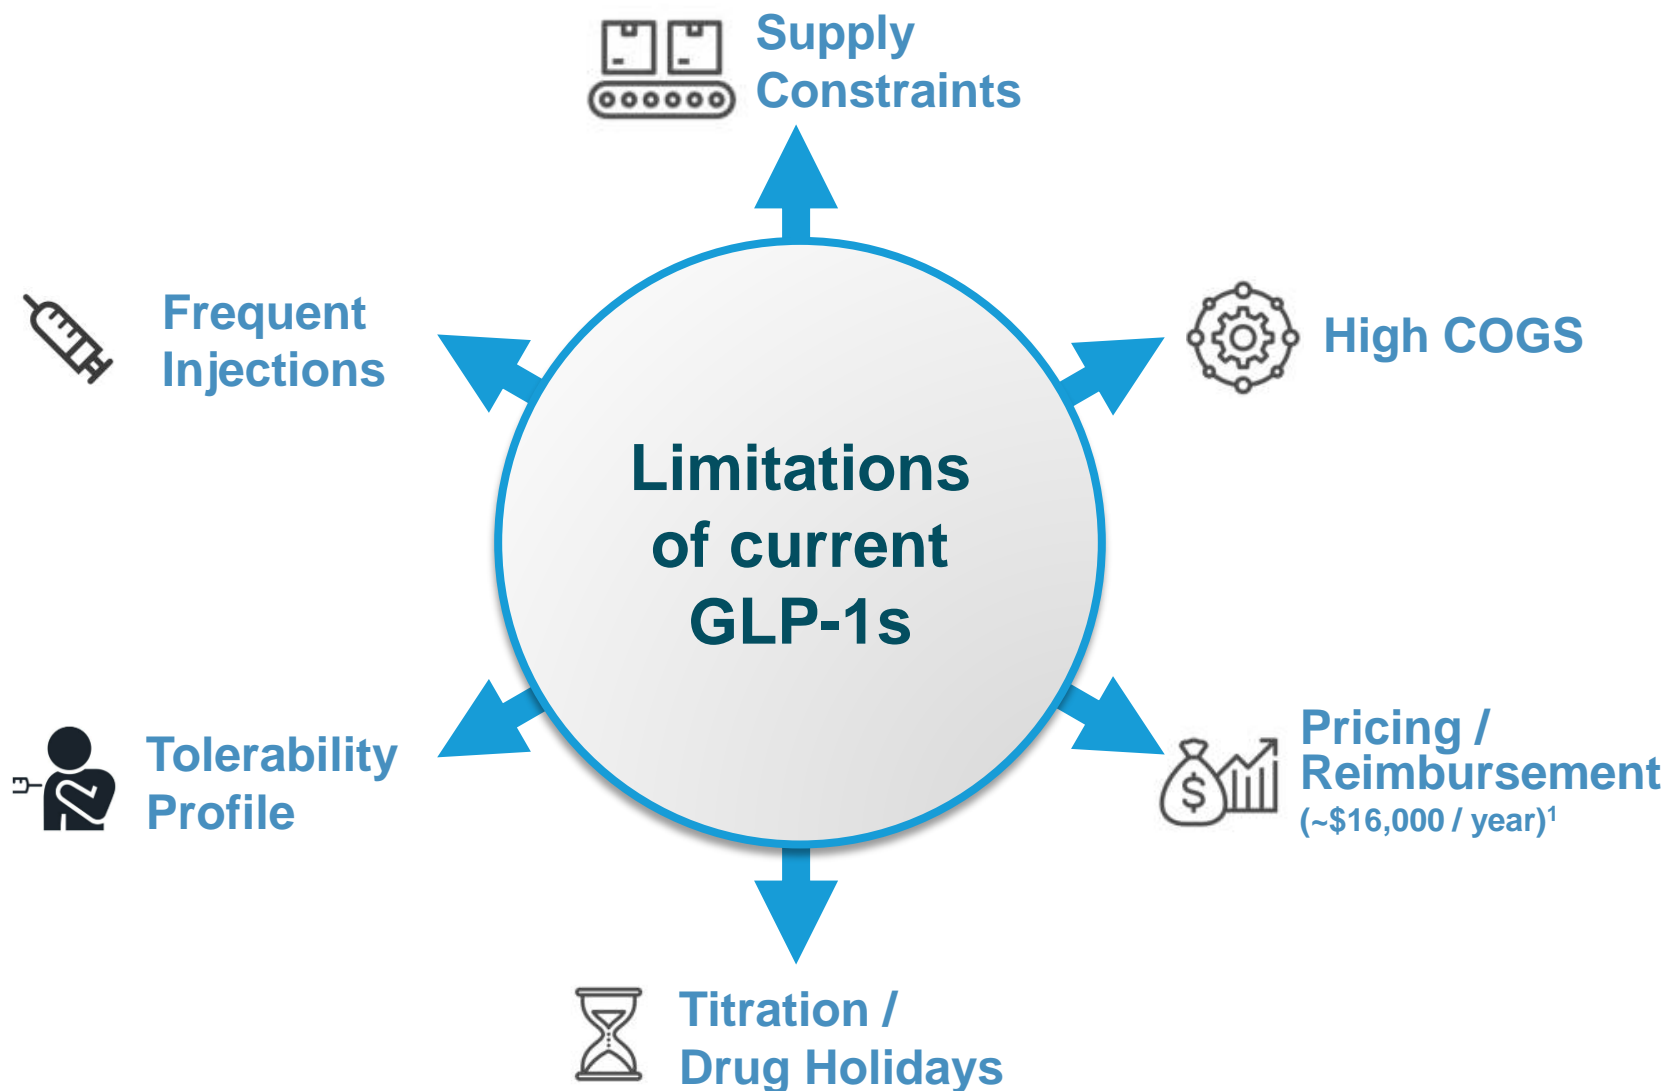 Supply
Constraints
Frequent
Injections
High COGS
Limitations
of current
GLP-1s
Tolerability
Profile
Pricing /
Reimbursement
(~$16,000 / year)¹
$
Titration /
Drug Holidays